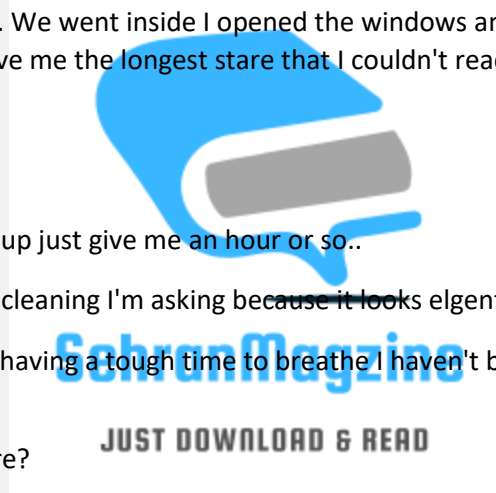 . We went inside I opened the windows an
ve me the longest stare that I couldn't reac
up just give me an hour or so..
cleaning I'm asking because it looks elgent
SehranMagzine
having a tough time to breathe I haven't b
JUST DOWNLOAD & READ
re?